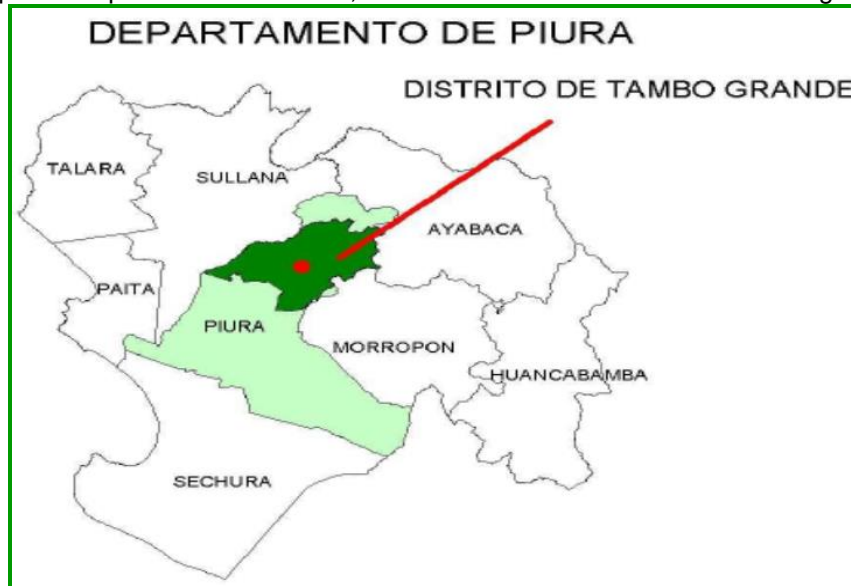 DEPARTAMENTO DE PIURA
DISTRITO DE TAMBO GRANDE
TALARA
SULLANA
AYABACA
PAITA
PIURA
MORROPON
HUANCABAMBA
SECHURA